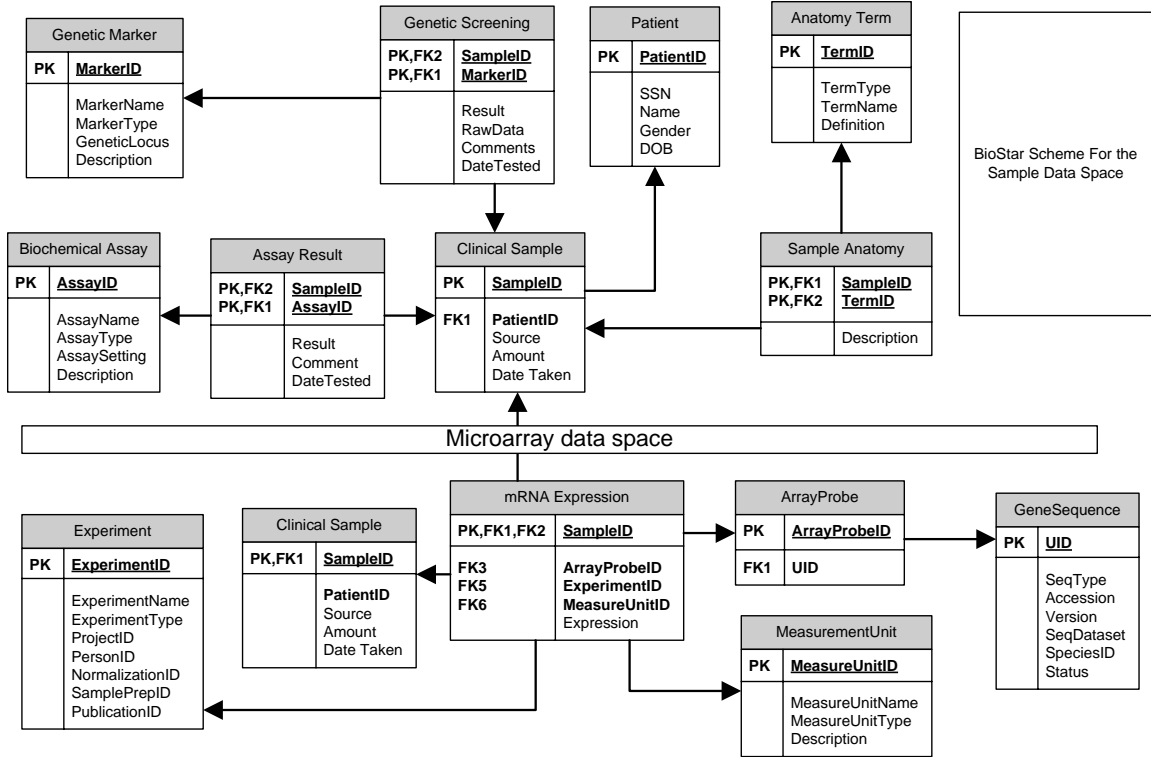 Genetic Marker
PK MarkerID
MarkerName
MarkerType
GeneticLocus
Description
Genetic Screening
PK,FK2 SampleID
PK,FK1 MarkerID
Result
RawData
Comments
DateTested
Patient
PK PatientID
SSN
Name
Gender
DOB
Anatomy Term
PK TermID
TermType
TermName
Definition
BioStar Scheme For the
Sample Data Space
Biochemical Assay
PK AssayID
AssayName
AssayType
AssaySetting
Description
Assay Result
PK,FK2 SampleID
PK,FK1 AssayID
Result
Comment
DateTested
Clinical Sample
PK SampleID
FK1 PatientID
Source
Amount
Date Taken
Sample Anatomy
PK,FK1 SampleID
PK,FK2 TermID
Description
Microarray data space
Experiment
PK ExperimentID
ExperimentName
ExperimentType
ProjectID
PersonID
NormalizationID
SamplePrepID
PublicationID
Clinical Sample
PK,FK1 SampleID
PatientID
Source
Amount
Date Taken
mRNA Expression
PK,FK1,FK2 SampleID
FK3 ArrayProbeID
FK5 ExperimentID
FK6 MeasureUnitID
Expression
ArrayProbe
PK ArrayProbeID
FK1 UID
GeneSequence
PK UID
SeqType
Accession
Version
SeqDataset
SpeciesID
Status
MeasurementUnit
PK MeasureUnitID
MeasureUnitName
MeasureUnitType
Description